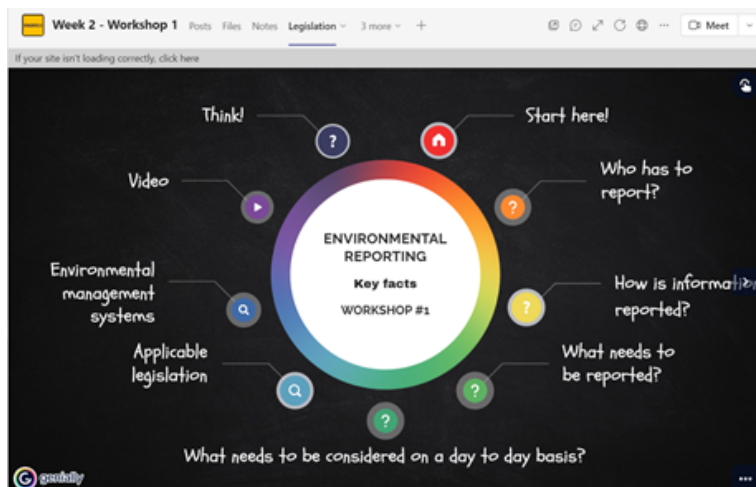 Week 2 - Workshop 1 Posts Files Notes Legislation 3 more + Meet
If your site isn't loading correctly, click here
Think!
Start here!
Video
Who has to
report?
ENVIRONMENTAL
REPORTING
Key facts
WORKSHOP #1
Environmental
management
systems
How is information
reported?
Applicable
legislation
What needs to
be reported?
What needs to be considered on a day to day basis?
genially